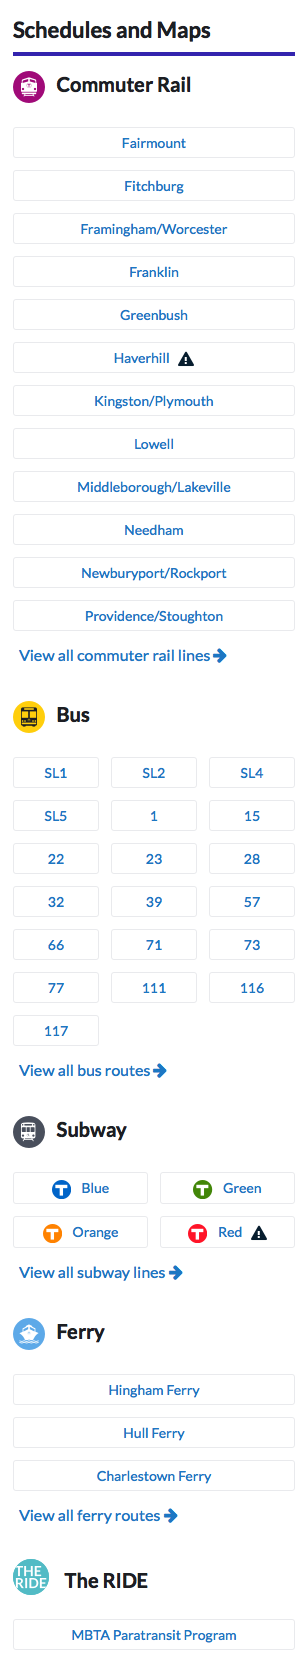 Schedules and Maps
Commuter Rail
Fairmount
Fitchburg
Framingham/Worcester
Franklin
Greenbush
Haverhill
Kingston/Plymouth
Lowell
Middleborough/Lakeville
Needham
Newburyport/Rockport
Providence/Stoughton
View all commuter rail lines
Bus
SL1 SL2 SL4
SL5 1 15
22 23 28
32 39 57
66 71 73
77 111 116
117
View all bus routes
Subway
T Blue T Green
T Orange T Red
View all subway lines
Ferry
Hingham Ferry
Hull Ferry
Charlestown Ferry
View all ferry routes
THE
RIDE
The RIDE
MBTA Paratransit Program